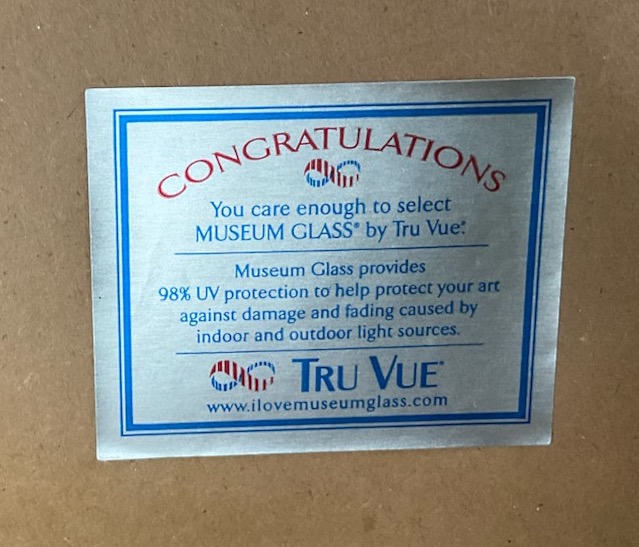 CONGRATULATIONS
You care enough to select
MUSEUM GLASS® by Tru Vue®.
Museum Glass provides
98% UV protection to help protect your art
against damage and fading caused by
indoor and outdoor light sources.
TRU VUE®
www.ilovemuseumglass.com